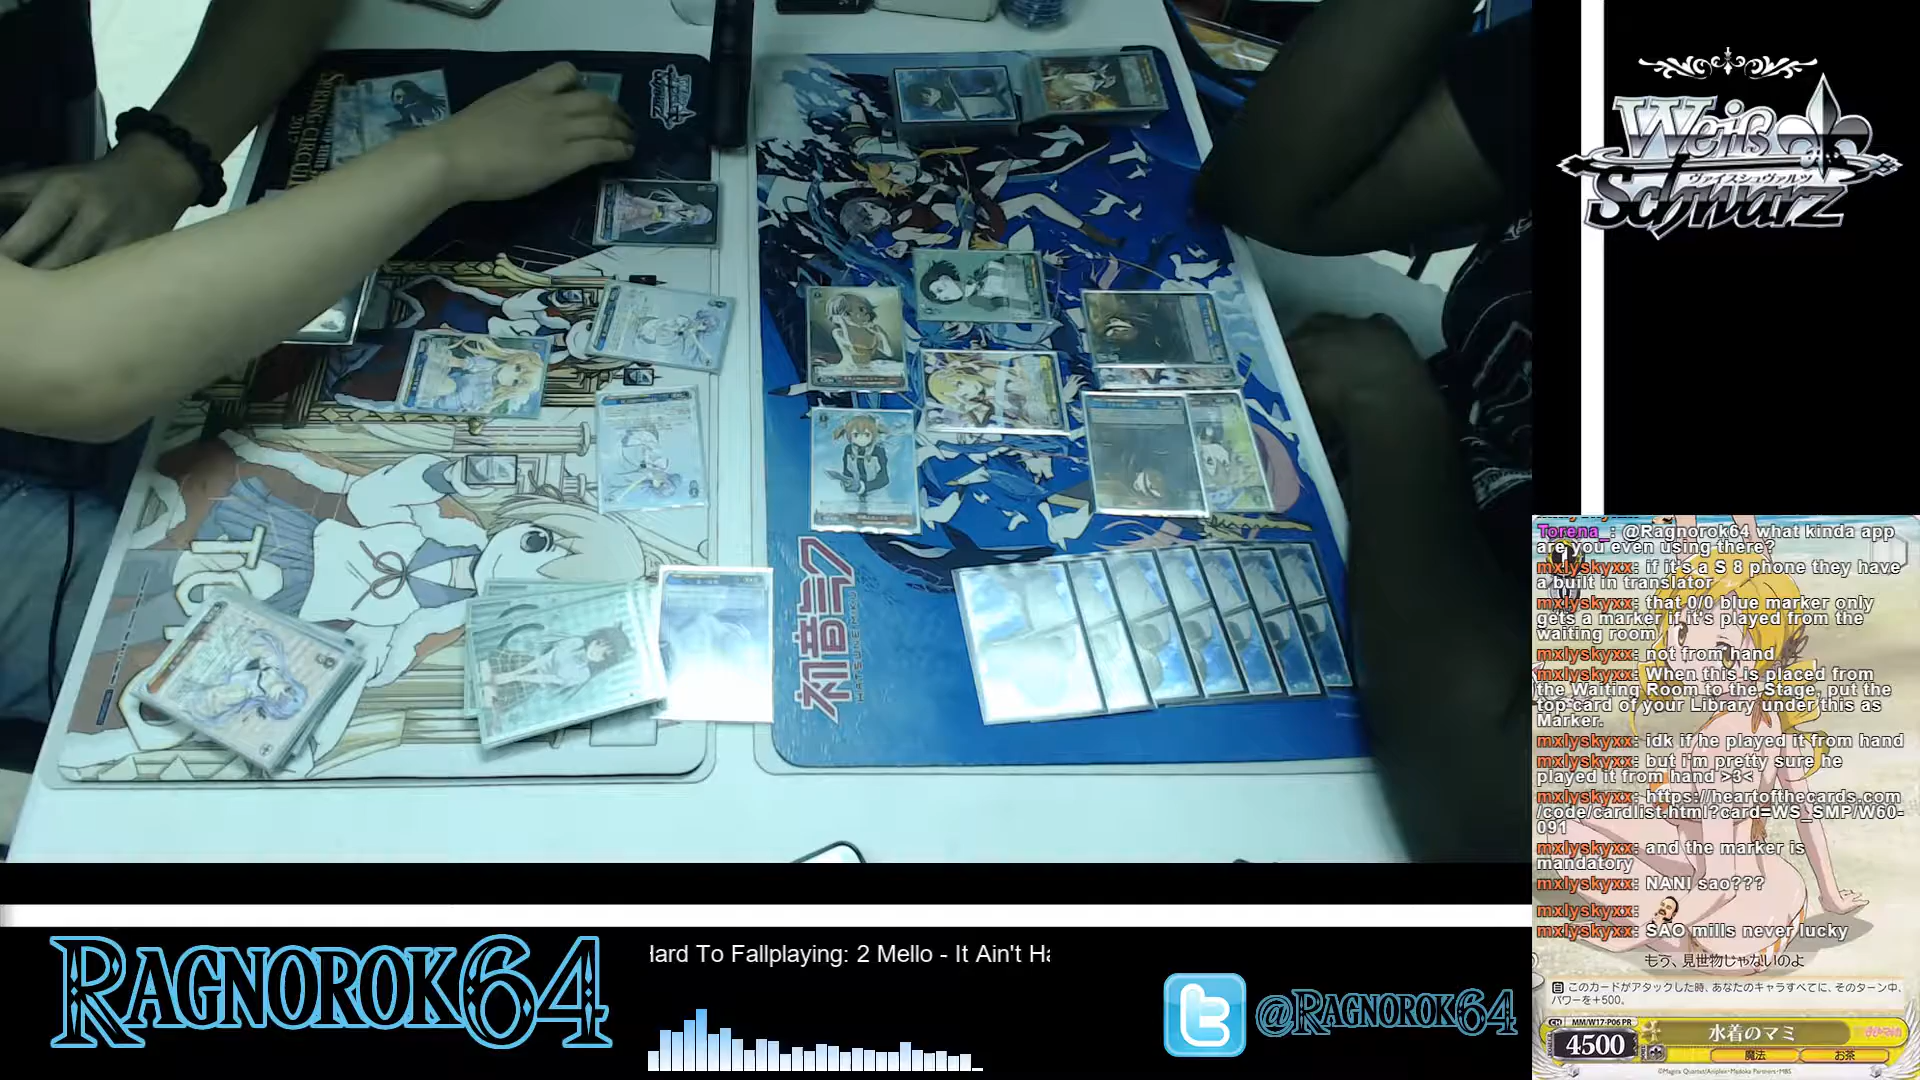 SPRING CIRCUIT
2017
Weiß
Schwarz
ヴァイスシュヴァルツ
初音ミク
HATSUNE MIKU
Torena_: @Ragnorok64 what kinda app
are you even using there?
mxlyskyxx: if it's a S 8 phone they have
a built in translator
mxlyskyxx: that 0/0 blue marker only
gets a marker if it's played from the
waiting room
mxlyskyxx: not from hand
mxlyskyxx: When this is placed from
the Waiting Room to the Stage, put the
top card of your Library under this as
Marker.
mxlyskyxx: idk if he played it from hand
mxlyskyxx: but i'm pretty sure he
played it from hand >3<
mxlyskyxx: https://heartofthecards.com
/code/cardlist.html?card=WS_SMP/W60-
091
mxlyskyxx: and the marker is
mandatory
mxlyskyxx: NANI sao???
mxlyskyxx:
mxlyskyxx: SAO mills never lucky
もう、見世物じゃないのよ
このカードがアタックした時、あなたのキャラすべてに、そのターン中、
パワーを+500。
CH MM/W17-P06 PR
水着のマミ
4500
魔法 お茶
RAGNOROK64
Hard To Fallplaying: 2 Mello - It Ain't Ha
@RAGNOROK64